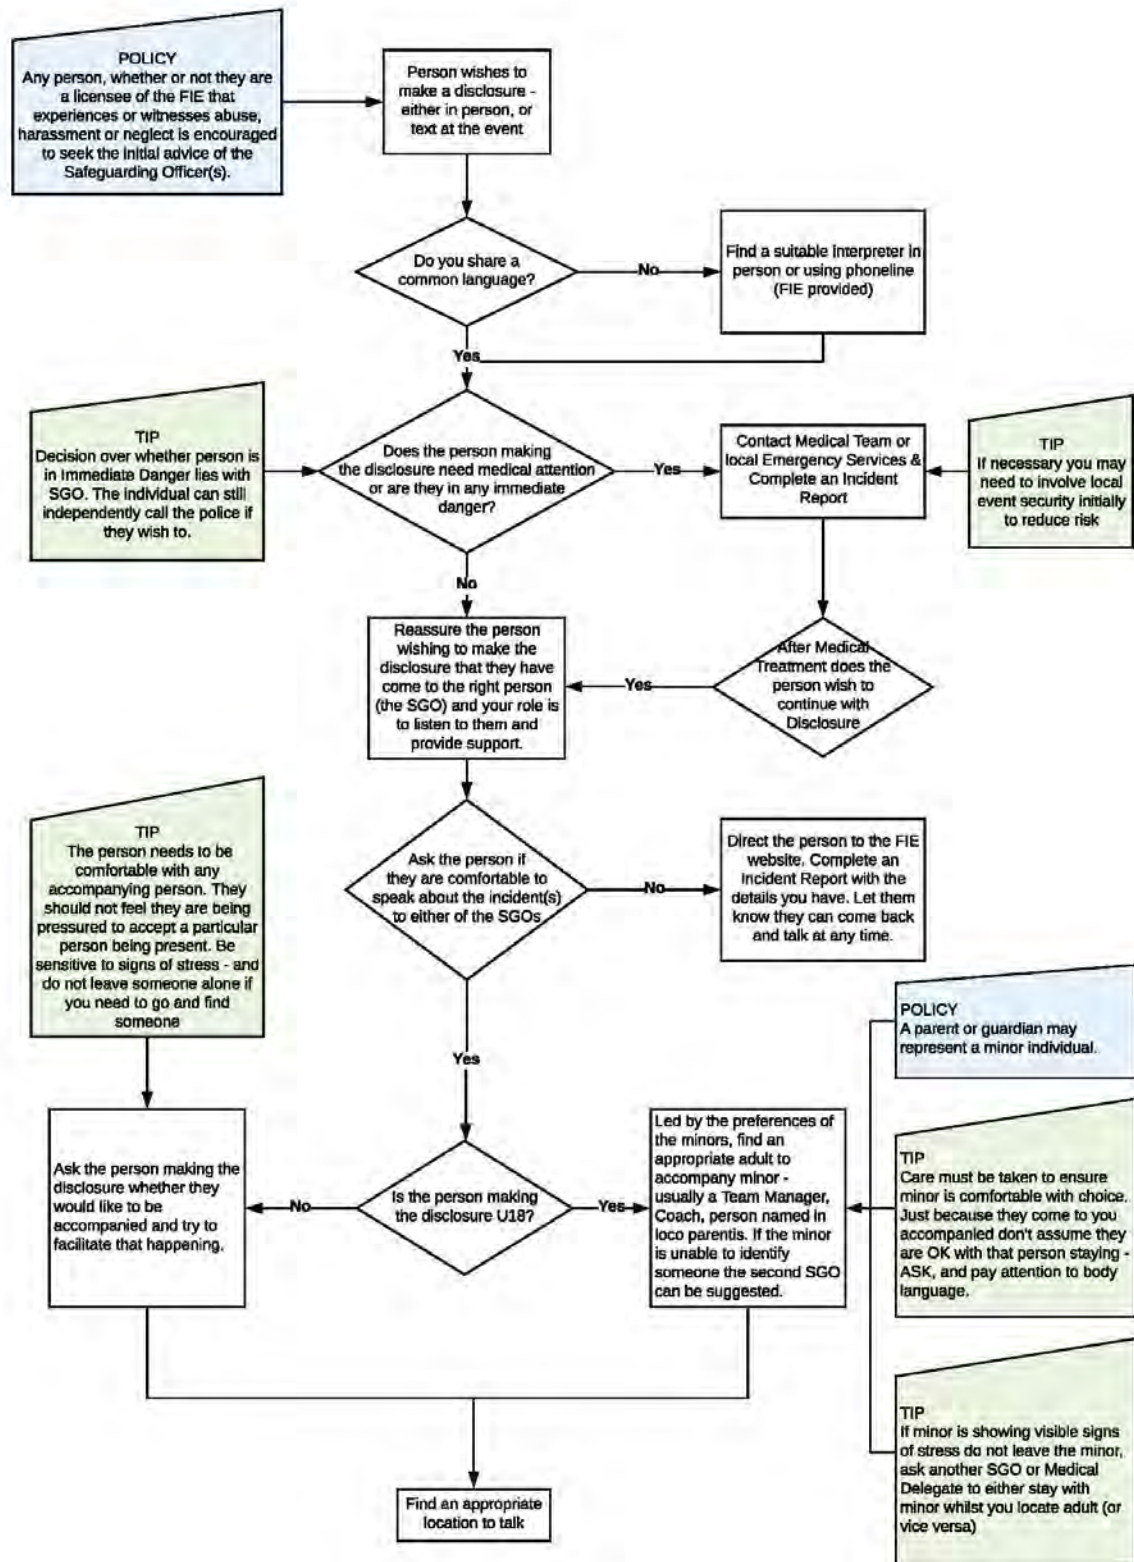 POLICY
Any person, whether or not they are
a licensee of the FIE that
experiences or witnesses abuse,
harassment or neglect is encouraged
to seek the initial advice of the
Safeguarding Officer(s).
Person wishes to
make a disclosure -
either in person, or
text at the event
Do you share a
common language?
No
Find a suitable interpreter in
person or using phoneline
(FIE provided)
Yes
TIP
Decision over whether person is
in Immediate Danger lies with
SGO. The individual can still
independently call the police if
they wish to.
Does the person making
the disclosure need medical attention
or are they in any immediate
danger?
Yes
Contact Medical Team or
local Emergency Services &
Complete an Incident
Report
TIP
If necessary you may
need to involve local
event security initially
to reduce risk
No
Reassure the person
wishing to make the
disclosure that they have
come to the right person
(the SGO) and your role is
to listen to them and
provide support.
Yes
After Medical
Treatment does the
person wish to
continue with
Disclosure
TIP
The person needs to be
comfortable with any
accompanying person. They
should not feel they are being
pressured to accept a particular
person being present. Be
sensitive to signs of stress - and
do not leave someone alone if
you need to go and find
someone
Ask the person if
they are comfortable to
speak about the incident(s)
to either of the SGOs
No
Direct the person to the FIE
website. Complete an
Incident Report with the
details you have. Let them
know they can come back
and talk at any time.
Yes
POLICY
A parent or guardian may
represent a minor individual.
Ask the person making the
disclosure whether they
would like to be
accompanied and try to
facilitate that happening.
No
Is the person making
the disclosure U18?
Yes
Led by the preferences of
the minors, find an
appropriate adult to
accompany minor -
usually a Team Manager,
Coach, person named in
loco parentis. If the minor
is unable to identify
someone the second SGO
can be suggested.
TIP
Care must be taken to ensure
minor is comfortable with choice.
Just because they come to you
accompanied don't assume they
are OK with that person staying -
ASK, and pay attention to body
language.
TIP
If minor is showing visible signs
of stress do not leave the minor,
ask another SGO or Medical
Delegate to either stay with
minor whilst you locate adult (or
vice versa)
Find an appropriate
location to talk